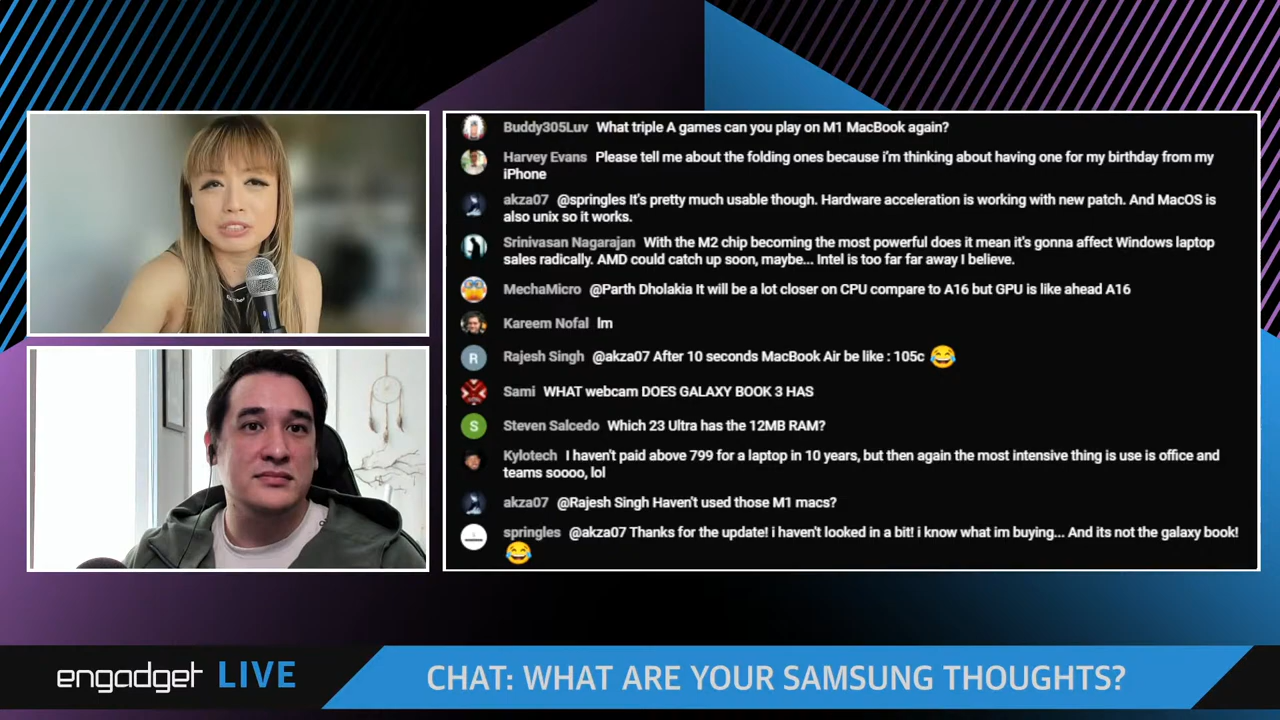 Buddy305Luv What triple A games can you play on M1 MacBook again?
Harvey Evans Please tell me about the folding ones because i'm thinking about having one for my birthday from my
iPhone
akza07 @springles It's pretty much usable though. Hardware acceleration is working with new patch. And MacOS is
also unix so it works.
Srinivasan Nagarajan With the M2 chip becoming the most powerful does it mean it's gonna affect Windows laptop
sales radically. AMD could catch up soon, maybe... Intel is too far far away I believe.
MechaMicro @Parth Dholakia It will be a lot closer on CPU compare to A16 but GPU is like ahead A16
Kareem Nofal lm
R Rajesh Singh @akza07 After 10 seconds MacBook Air be like : 105c 😂
Sami WHAT webcam DOES GALAXY BOOK 3 HAS
S Steven Salcedo Which 23 Ultra has the 12MB RAM?
Kylotech I haven't paid above 799 for a laptop in 10 years, but then again the most intensive thing is use is office and
teams soooo, lol
akza07 @Rajesh Singh Haven't used those M1 macs?
springles @akza07 Thanks for the update! i haven't looked in a bit! i know what im buying... And its not the galaxy book!
😂
engadget LIVE
CHAT: WHAT ARE YOUR SAMSUNG THOUGHTS?